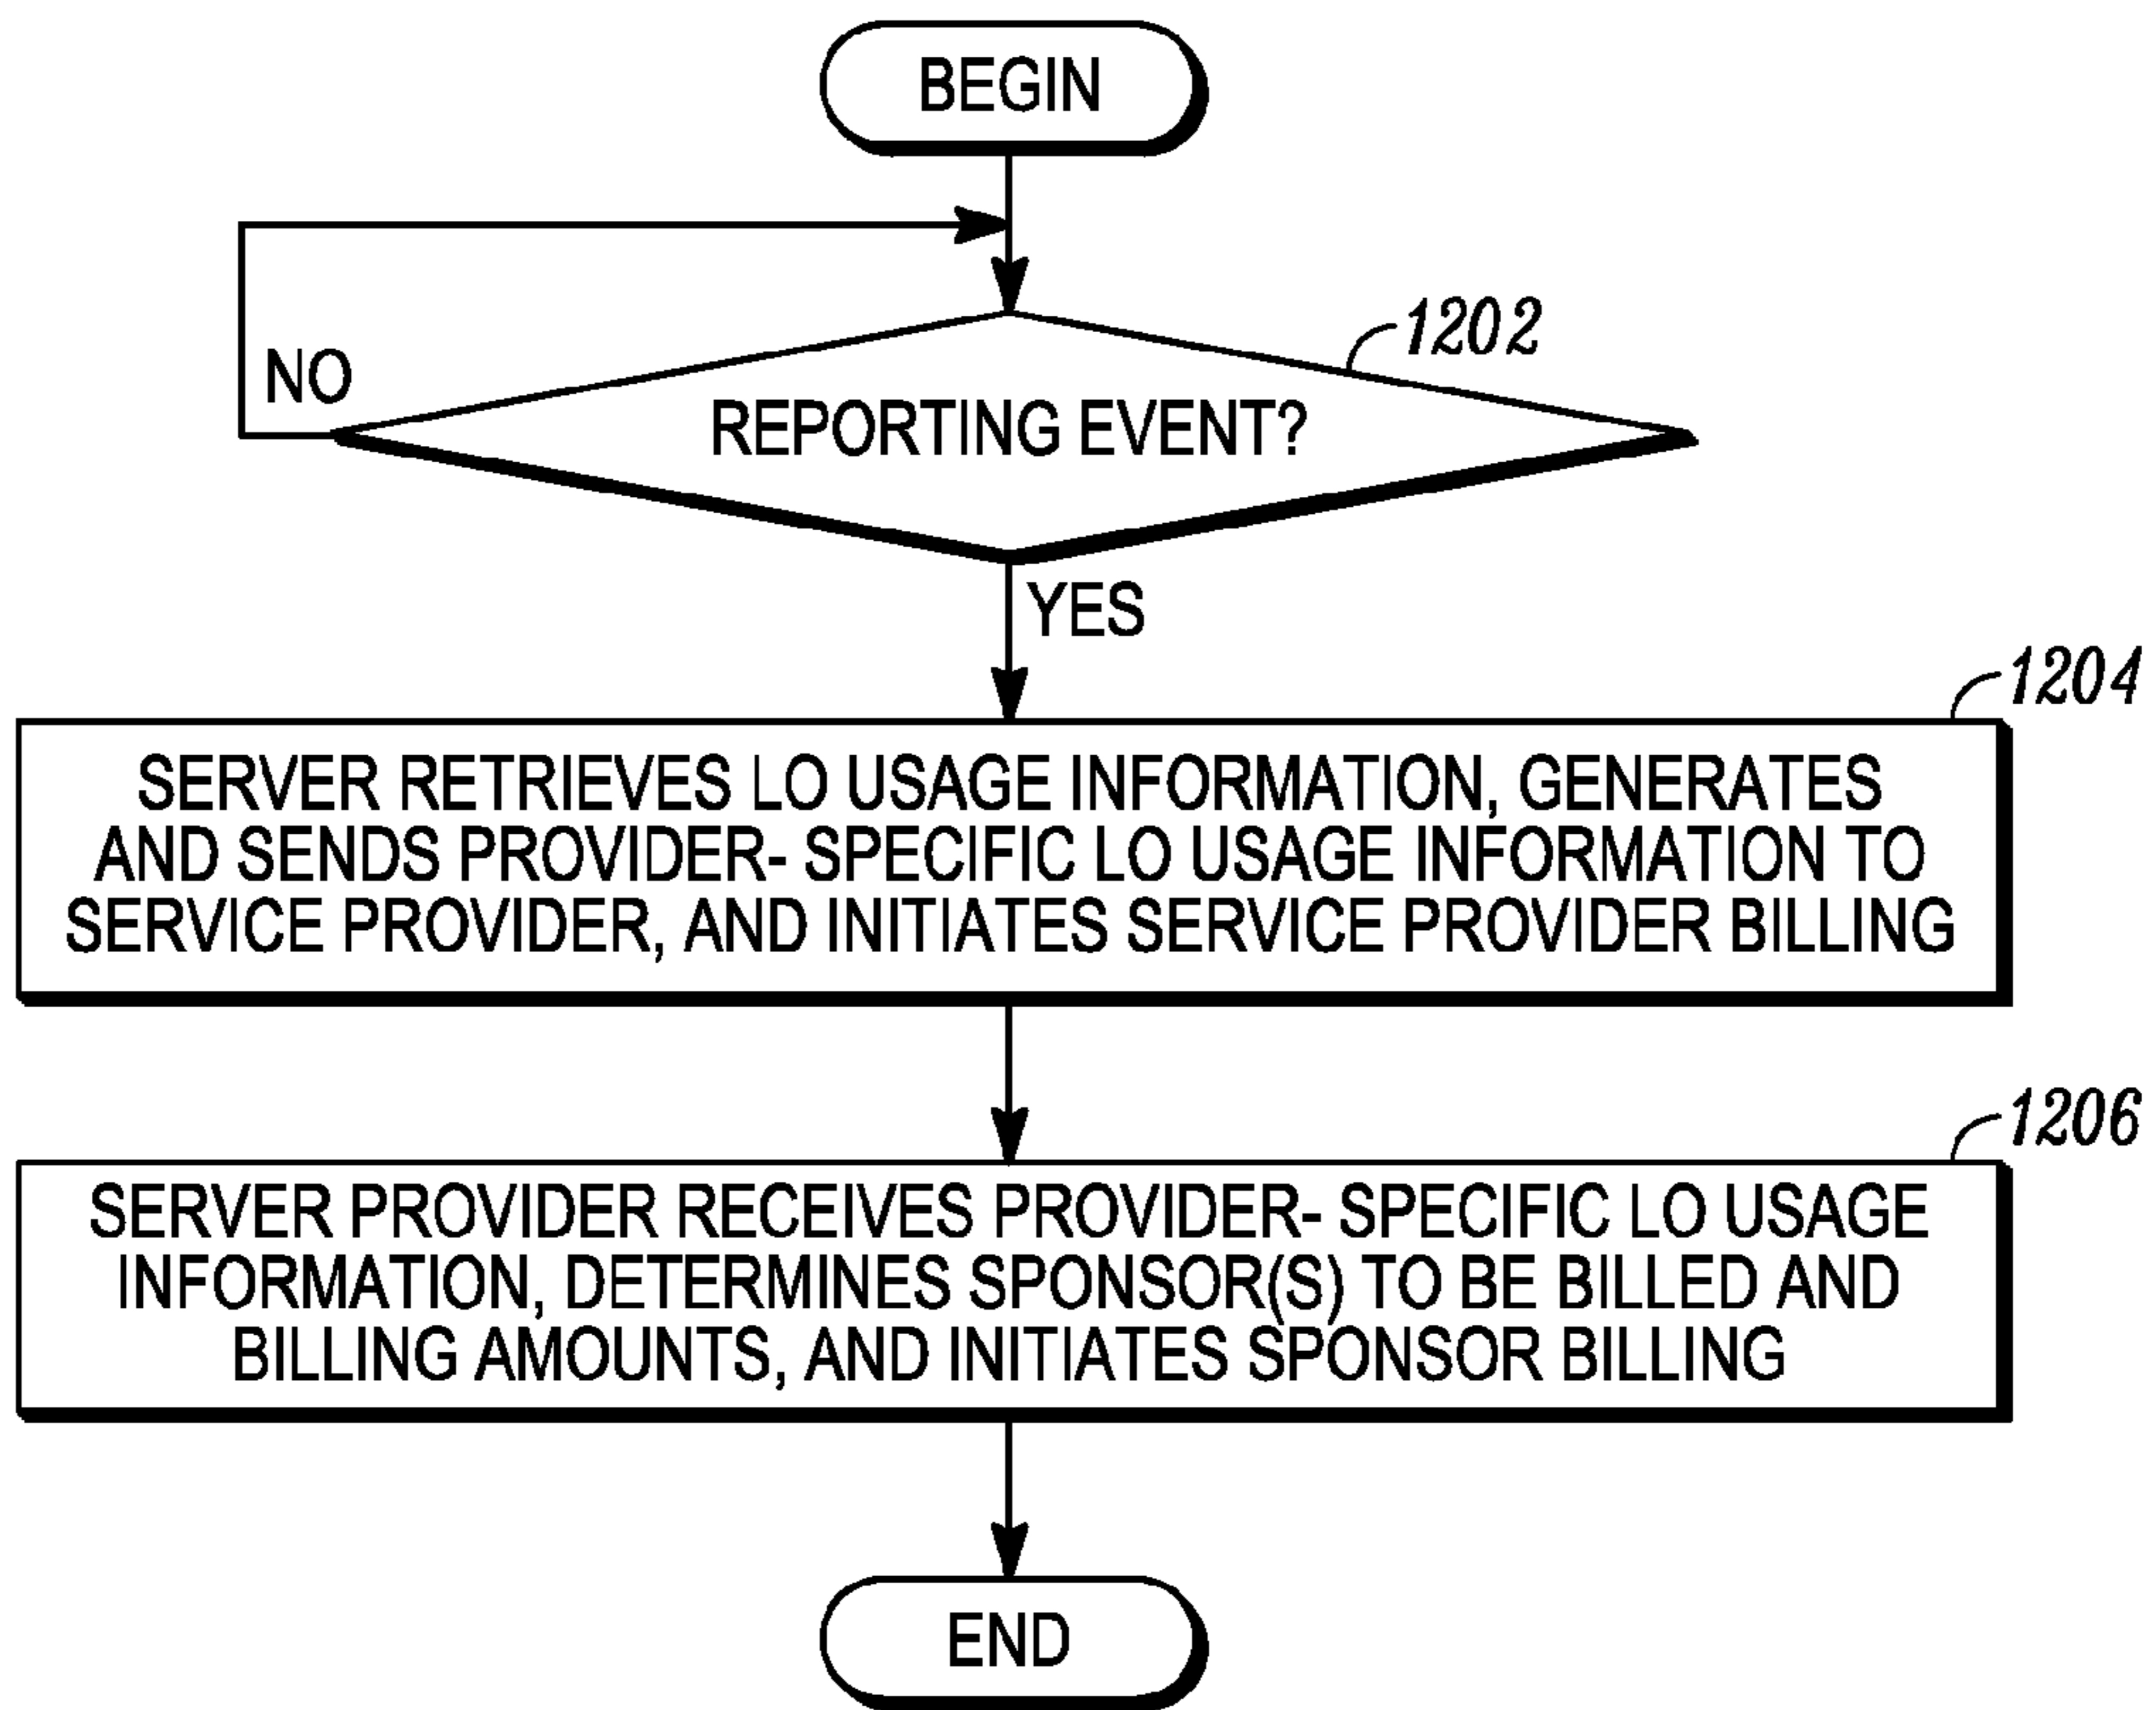 BEGIN
NO
1202
REPORTING EVENT?
YES
1204
SERVER RETRIEVES LO USAGE INFORMATION, GENERATES
AND SENDS PROVIDER- SPECIFIC LO USAGE INFORMATION TO
SERVICE PROVIDER, AND INITIATES SERVICE PROVIDER BILLING
1206
SERVER PROVIDER RECEIVES PROVIDER- SPECIFIC LO USAGE
INFORMATION, DETERMINES SPONSOR(S) TO BE BILLED AND
BILLING AMOUNTS, AND INITIATES SPONSOR BILLING
END